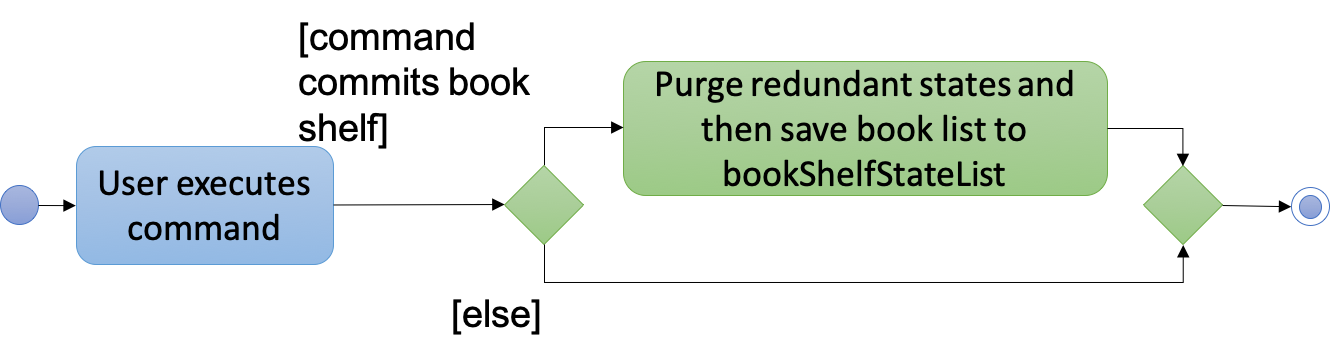 [command
commits book
shelf]
User executes
command
Purge redundant states and
then save book list to
bookShelfStateList
[else]